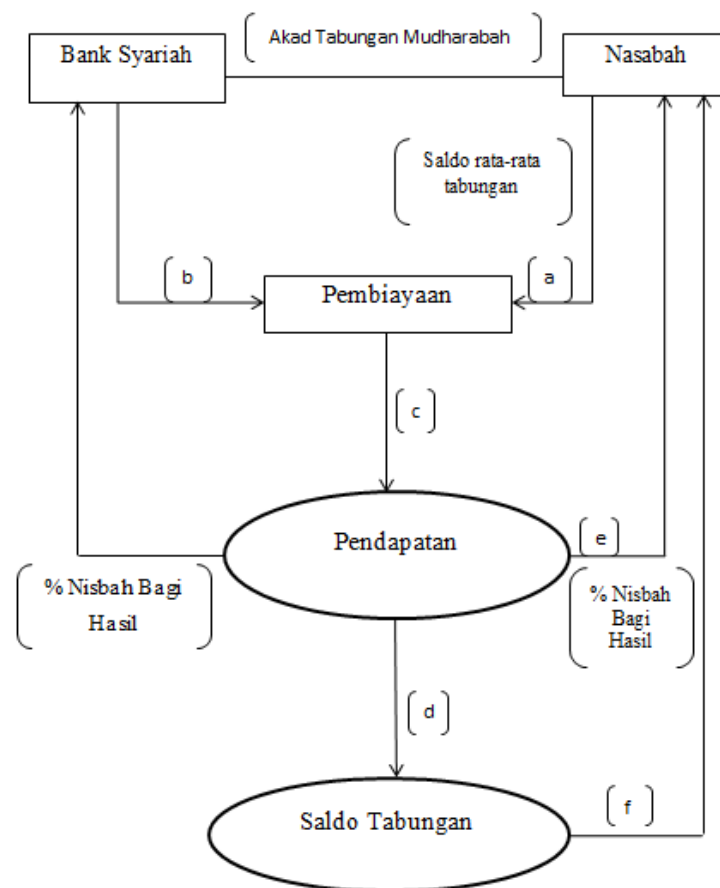 Akad Tabungan Mudharabah
Bank Syariah
Nasabah
Saldo rata-rata
tabungan
b
a
Pembiayaan
c
Pendapatan
e
% Nisbah Bagi
Hasil
% Nisbah
Bagi
Hasil
d
Saldo Tabungan
f